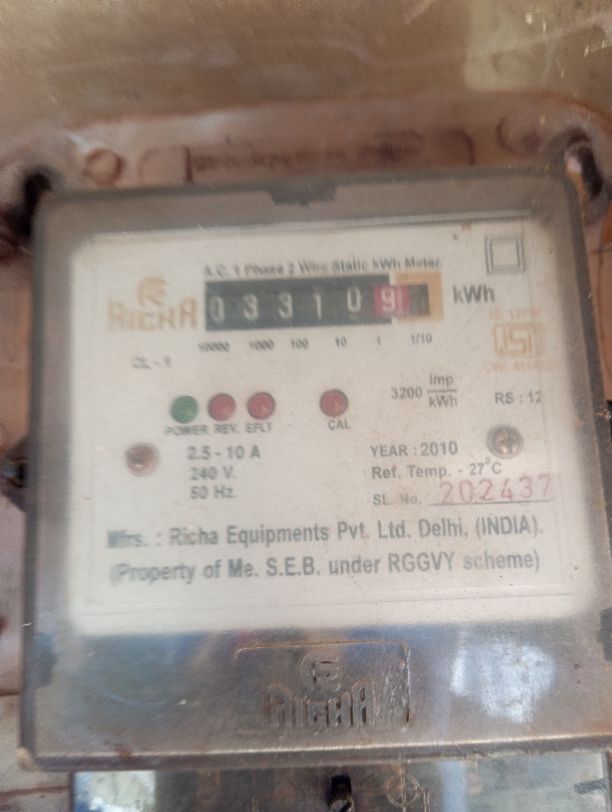 A.C. 1 Phase 2 Wire Static kWh Meter
RICHA
033109 kWh
10000 1000 100 10 1 1/10
CL - 1
3200 imp/kWh
RS : 12
POWER REV. EFLT CAL
2.5 - 10 A
240 V.
50 Hz.
YEAR : 2010
Ref. Temp. - 27°C
SL. No. 202437
Mfrs. : Richa Equipments Pvt. Ltd. Delhi, (INDIA).
(Property of Me. S.E.B. under RGGVY scheme)
RICHA